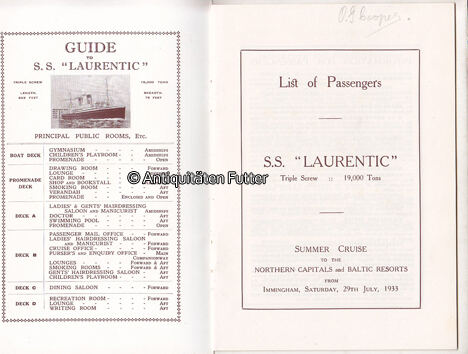 GUIDE
TO
S.S. "LAURENTIC"
TRIPLE SCREW
19,000 TONS
LENGTH,
600 FEET
BREADTH,
75 FEET
PRINCIPAL PUBLIC ROOMS, Etc.
BOAT DECK
GYMNASIUM - - - - AMIDSHIPS
CHILDREN'S PLAYROOM - - AMIDSHIPS
PROMENADE - - - - OPEN
PROMENADE DECK
DRAWING ROOM - - - FORWARD
LOUNGE - - - - FORWARD
CARD ROOM
SHOP AND BOOKSTALL
SMOKING ROOM - - - AFT
VERANDAH - - - - AFT
PROMENADE - - ENCLOSED AND OPEN
DECK A
LADIES' & GENTS' HAIRDRESSING
SALOON AND MANICURIST AMIDSHIPS
DOCTOR - - - - AFT
SWIMMING POOL - - - AFT
PROMENADE - - - - OPEN
DECK B
PASSENGER MAIL OFFICE - FORWARD
LADIES' HAIRDRESSING SALOON
AND MANICURIST - - FORWARD
CRUISE OFFICE - - - FORWARD
PURSER'S AND ENQUIRY OFFICE - MAIN
COMPANIONWAY
LOUNGES - - - FORWARD & AFT
SMOKING ROOMS - FORWARD & AFT
GENTS' HAIRDRESSING SALOON - AFT
CHILDREN'S PLAYROOM
DECK C
DINING SALOON
DECK D
RECREATION ROOM - - FORWARD
LOUNGE - - - - AFT
WRITING ROOM - - - AFT
© Antiquitäten Futter
List of Passengers
S.S. "LAURENTIC"
Triple Screw :: 19,000 Tons
SUMMER CRUISE
TO THE
NORTHERN CAPITALS and BALTIC RESORTS
FROM
IMMINGHAM, SATURDAY, 29TH JULY, 1933